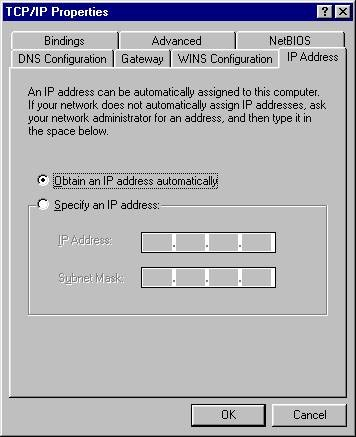 TCP/IP Properties
Bindings Advanced NetBIOS
DNS Configuration Gateway WINS Configuration IP Address
An IP address can be automatically assigned to this computer.
If your network does not automatically assign IP addresses, ask
your network administrator for an address, and then type it in
the space below.
Obtain an IP address automatically
Specify an IP address:
IP Address:
Subnet Mask:
OK Cancel